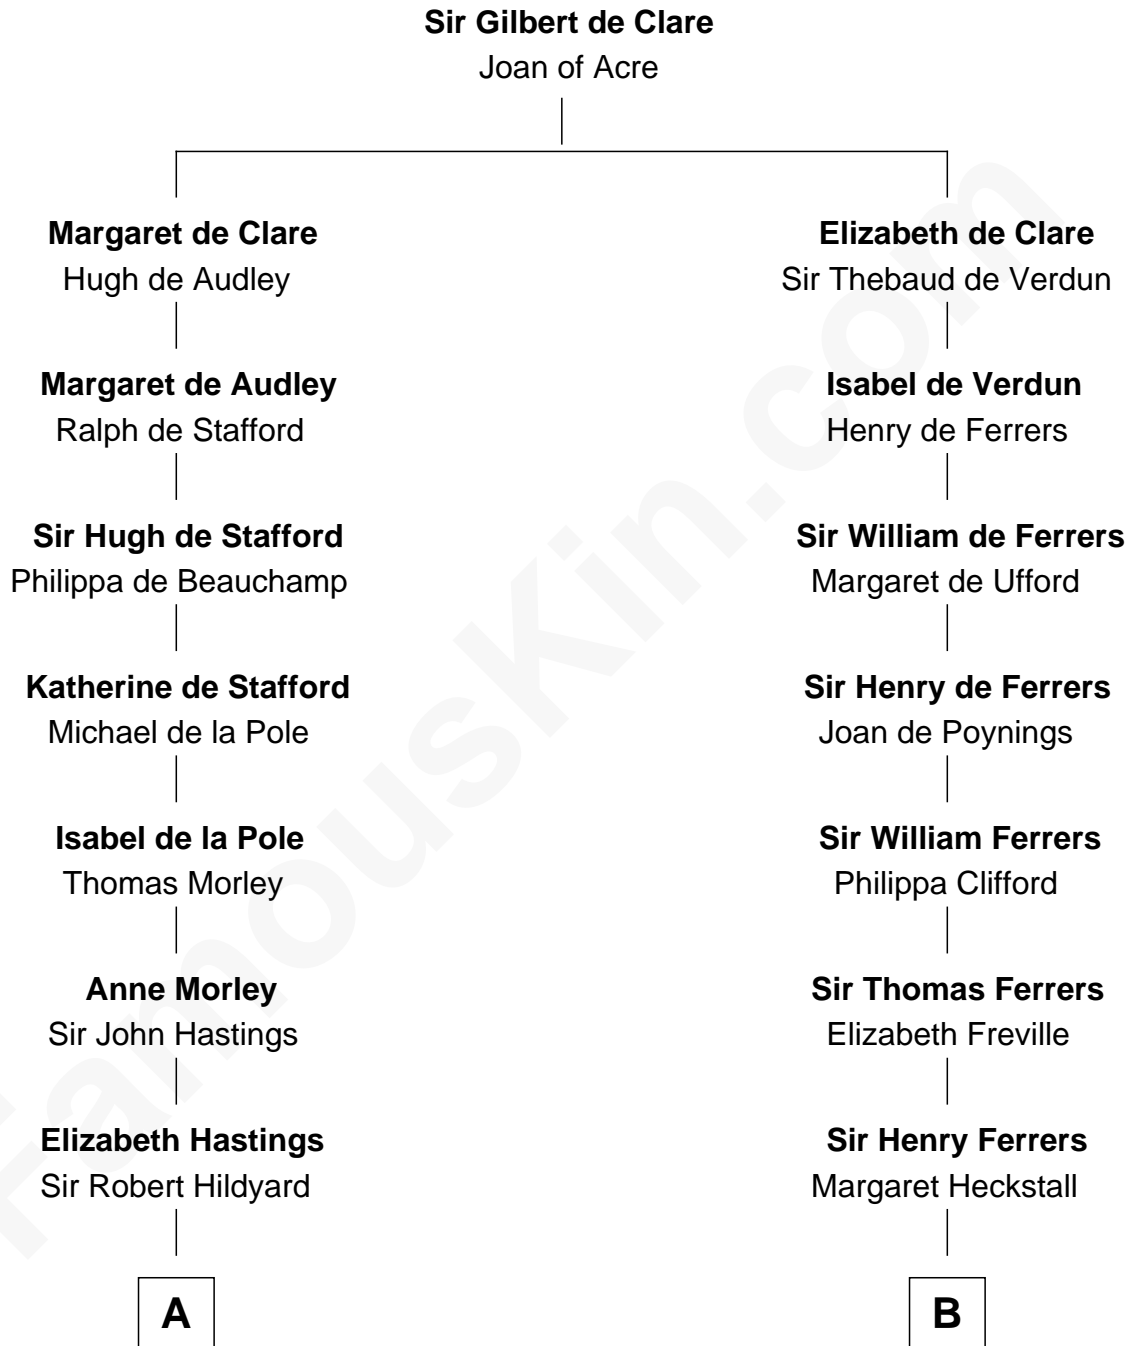 Sir Gilbert de Clare
Joan of Acre
Margaret de Clare
Hugh de Audley
Elizabeth de Clare
Sir Thebaud de Verdun
Margaret de Audley
Ralph de Stafford
Isabel de Verdun
Henry de Ferrers
Sir Hugh de Stafford
Philippa de Beauchamp
Sir William de Ferrers
Margaret de Ufford
Katherine de Stafford
Michael de la Pole
Sir Henry de Ferrers
Joan de Poynings
Isabel de la Pole
Thomas Morley
Sir William Ferrers
Philippa Clifford
Anne Morley
Sir John Hastings
Sir Thomas Ferrers
Elizabeth Freville
Elizabeth Hastings
Sir Robert Hildyard
Sir Henry Ferrers
Margaret Heckstall
A
B
FamousKin.com